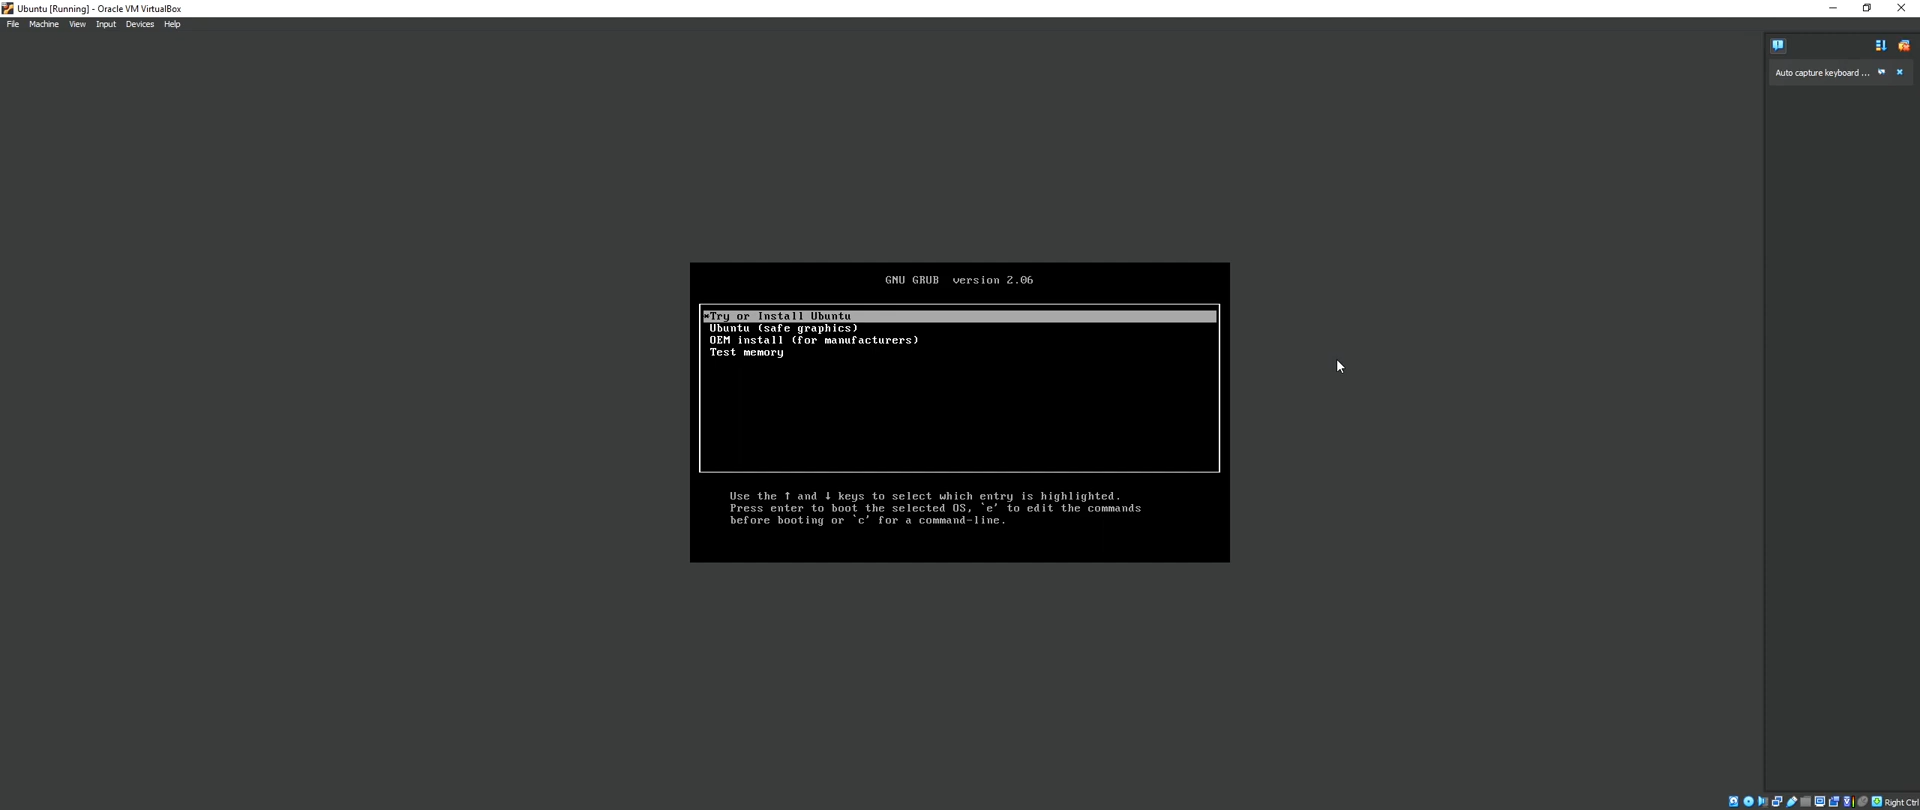 Ubuntu [Running] - Oracle VM VirtualBox
File Machine View Input Devices Help
Auto capture keyboard ...
GNU GRUB version 2.06
*Try or Install Ubuntu
Ubuntu (safe graphics)
OEM install (for manufacturers)
Test memory
Use the ↑ and ↓ keys to select which entry is highlighted.
Press enter to boot the selected OS, `e' to edit the commands
before booting or `c' for a command-line.
Right Ctrl